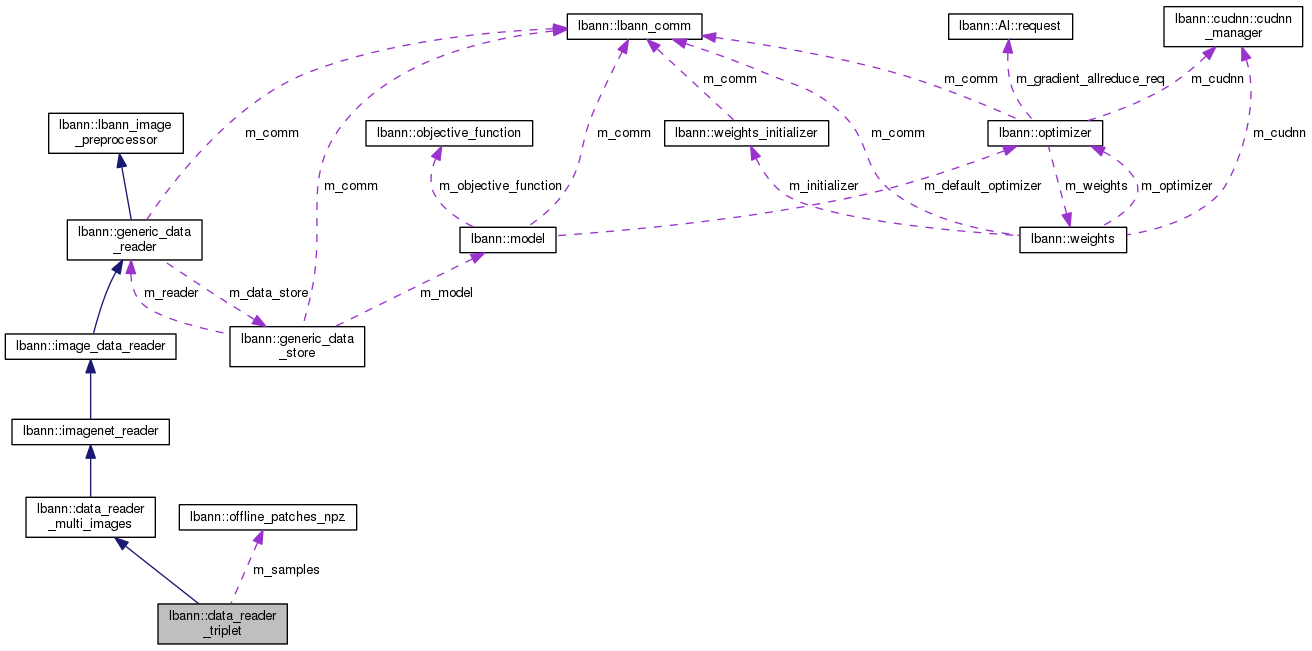 lbann::lbann_comm
lbann::Al::request
lbann::cudnn::cudnn
_manager
m_comm
m_gradient_allreduce_req
m_cudnn
m_comm
lbann::lbann_image
_preprocessor
m_comm
lbann::objective_function
m_comm
lbann::weights_initializer
m_comm
lbann::optimizer
m_cudnn
m_comm
m_objective_function
m_initializer
m_default_optimizer
m_weights
m_optimizer
lbann::generic_data
_reader
lbann::model
lbann::weights
m_reader
m_data_store
m_model
lbann::image_data_reader
lbann::generic_data
_store
lbann::imagenet_reader
lbann::data_reader
_multi_images
lbann::offline_patches_npz
m_samples
lbann::data_reader
_triplet